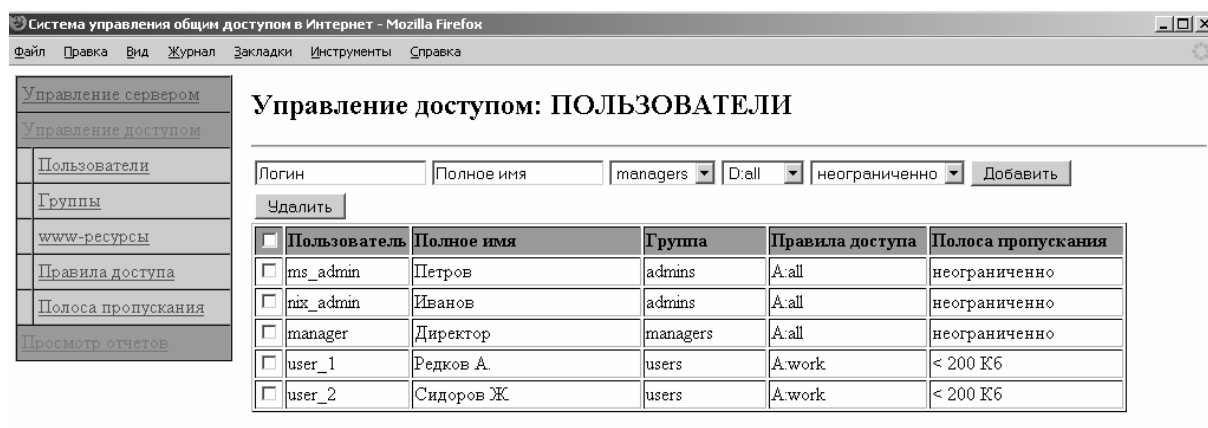 Система управления общим доступом в Интернет - Mozilla Firefox
Файл Правка Вид Журнал Закладки Инструменты Справка
Управление сервером
Управление доступом
Пользователи
Группы
www-ресурсы
Правила доступа
Полоса пропускания
Просмотр отчетов
Управление доступом: ПОЛЬЗОВАТЕЛИ
Логин Полное имя managers D:all неограниченно Добавить
Удалить
Пользователь Полное имя Группа Правила доступа Полоса пропускания
ms_admin Петров admins A:all неограниченно
nix_admin Иванов admins A:all неограниченно
manager Директор managers A:all неограниченно
user_1 Редков А. users A:work < 200 Кб
user_2 Сидоров Ж. users A:work < 200 Кб